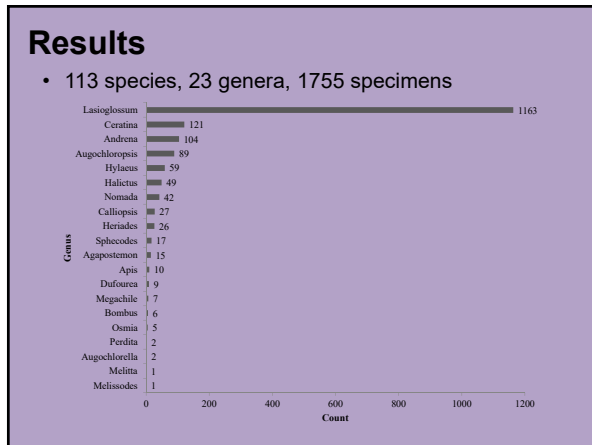 Results
• 113 species, 23 genera, 1755 specimens
Genus
Lasioglossum 1163
Ceratina 121
Andrena 104
Augochloropsis 89
Hylaeus 59
Halictus 49
Nomada 42
Calliopsis 27
Heriades 26
Sphecodes 17
Agapostemon 15
Apis 10
Dufourea 9
Megachile 7
Bombus 6
Osmia 5
Perdita 2
Augochlorella 2
Melitta 1
Melissodes 1
0 200 400 600 800 1000 1200
Count